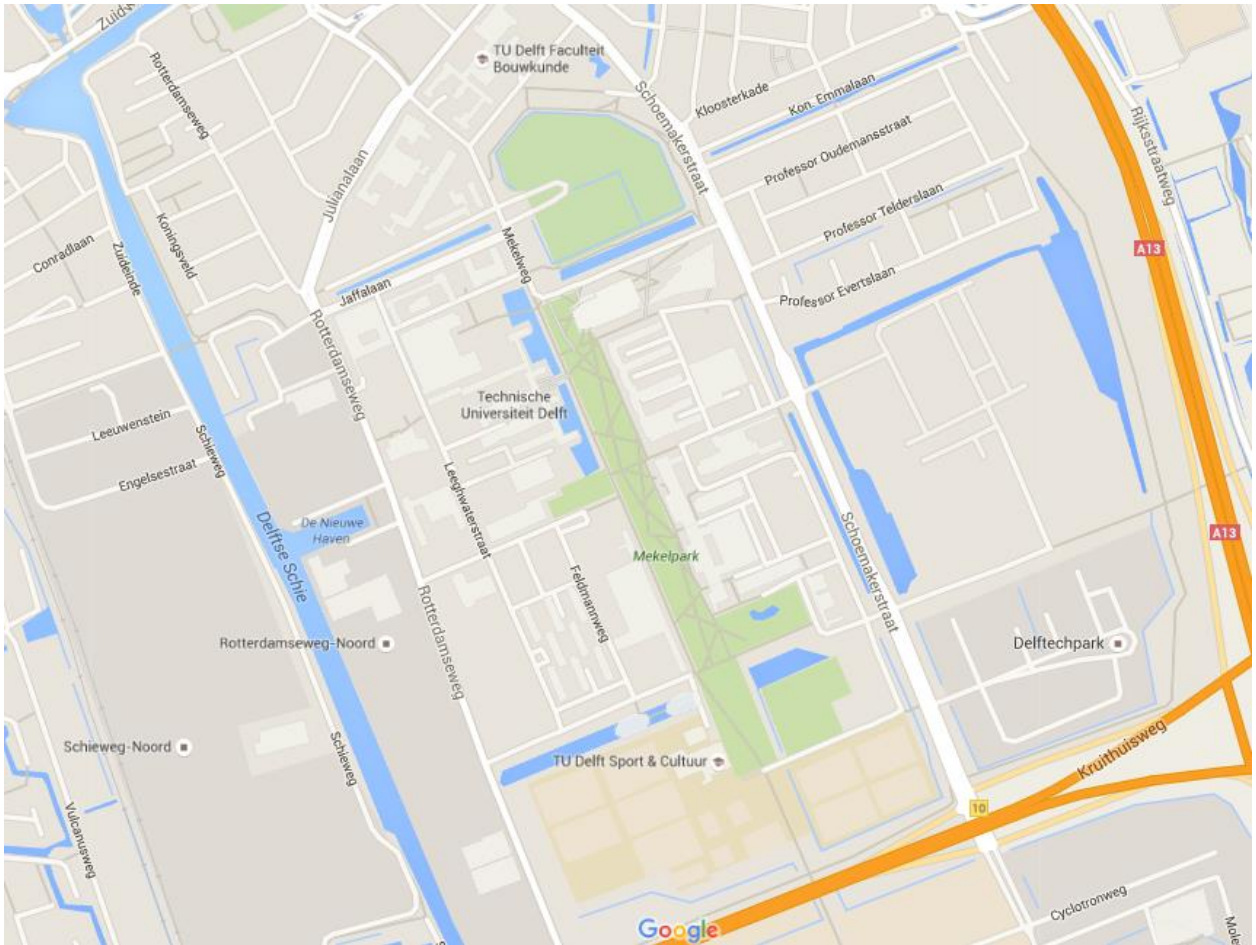 Zuidw
TU Delft Faculteit
Bouwkunde
Rotterdamseweg
Schoemakerstraat
Kloosterkade
Kon. Emmalaan
Rijksstraatweg
Julianalaan
Professor Oudemansstraat
Koningsveld
Professor Telderslaan
Conradlaan
Zuideinde
Mekelweg
A13
Jaffalaan
Professor Evertslaan
Rotterdamseweg
Technische
Universiteit Delft
Leeuwenstein
Schieweg
Engelsestraat
Leeghwaterstraat
De Nieuwe
Haven
Delftse Schie
Schoemakerstraat
A13
Mekelpark
Feldmannweg
Rotterdamseweg
Rotterdamseweg-Noord
Delftechpark
Schieweg-Noord
Schieweg
TU Delft Sport & Cultuur
Kruithuisweg
10
Vulcanusweg
Cyclotronweg
Mole
Google